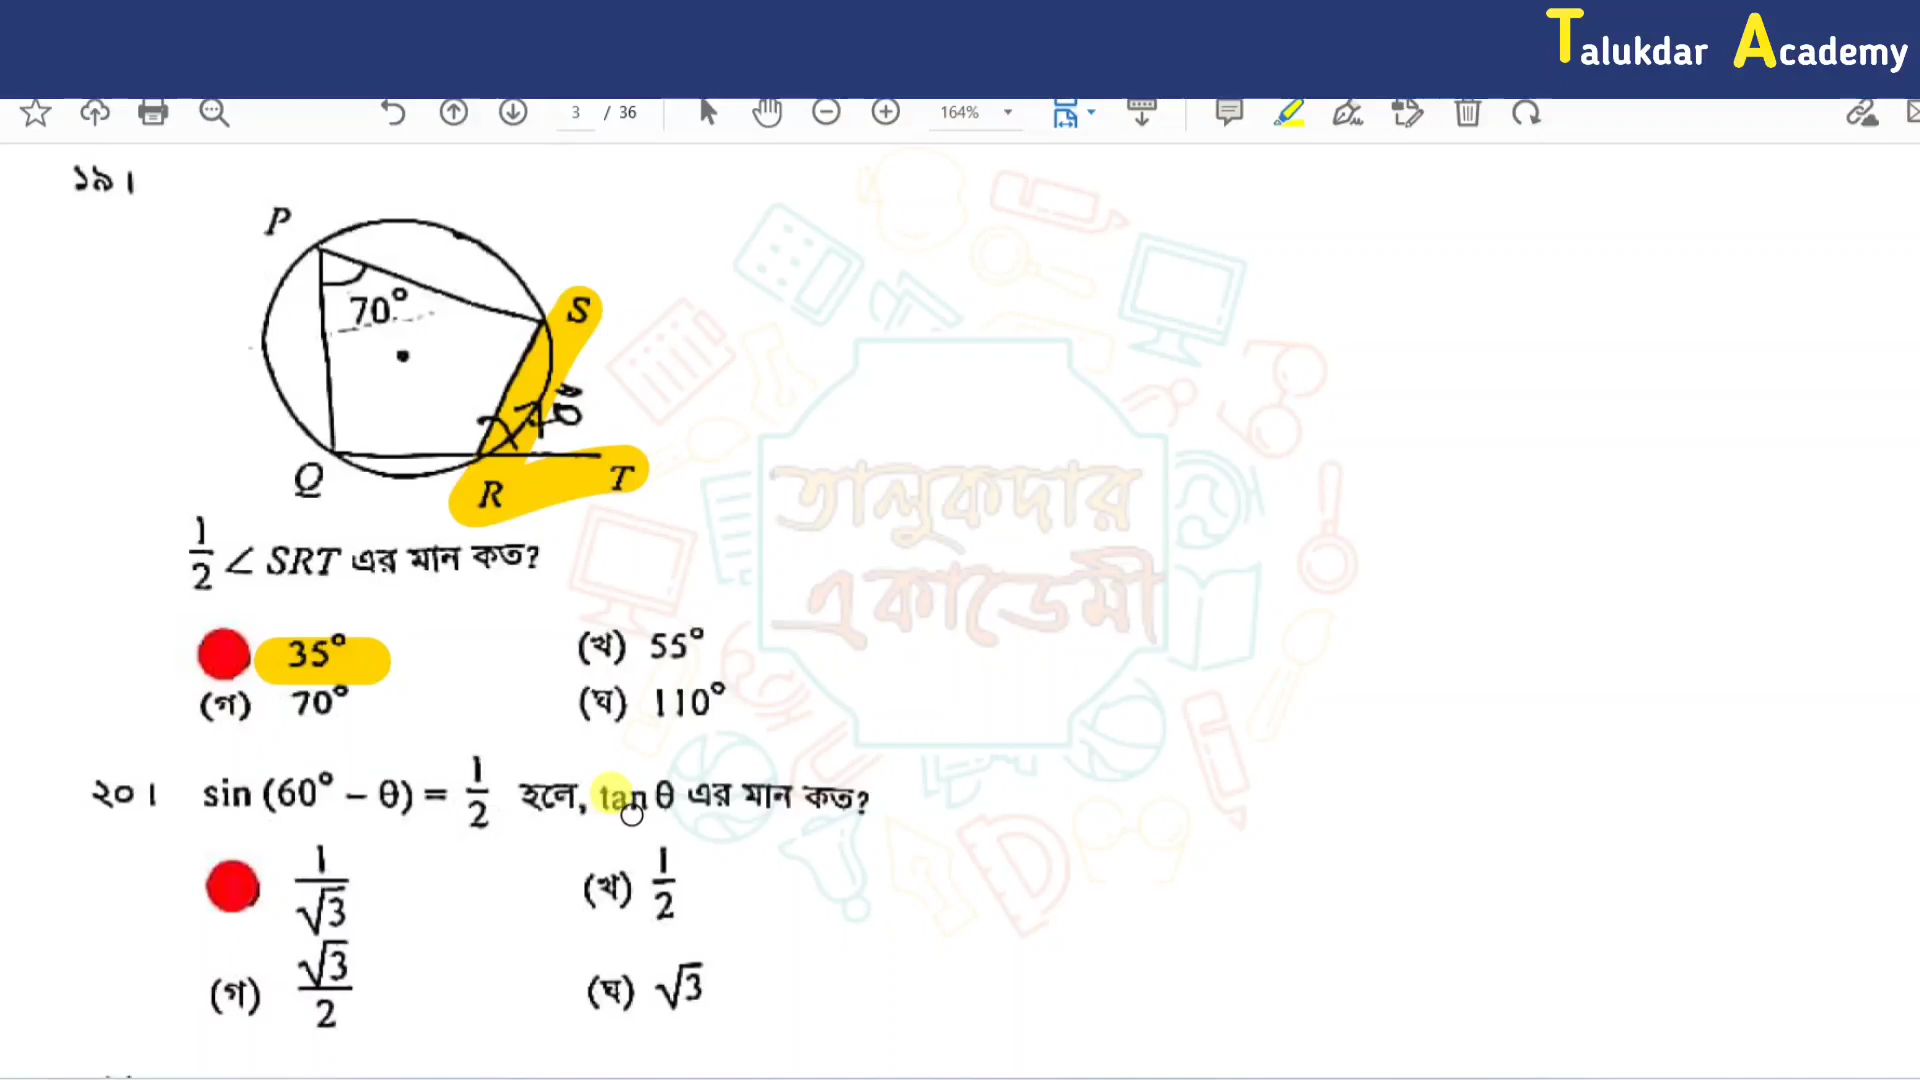 Talukdar Academy
3 / 36
164%
১৯।
P
70°
S
Q
R
T
1/2 ∠ SRT এর মান কত?
35°
(খ) 55°
(গ) 70°
(ঘ) 110°
তালুকদার
একাডেমী
২০। sin (60° – θ) = 1/2 হলে, tan θ এর মান কত?
1/√3
(খ) 1/2
(গ) √3/2
(ঘ) √3